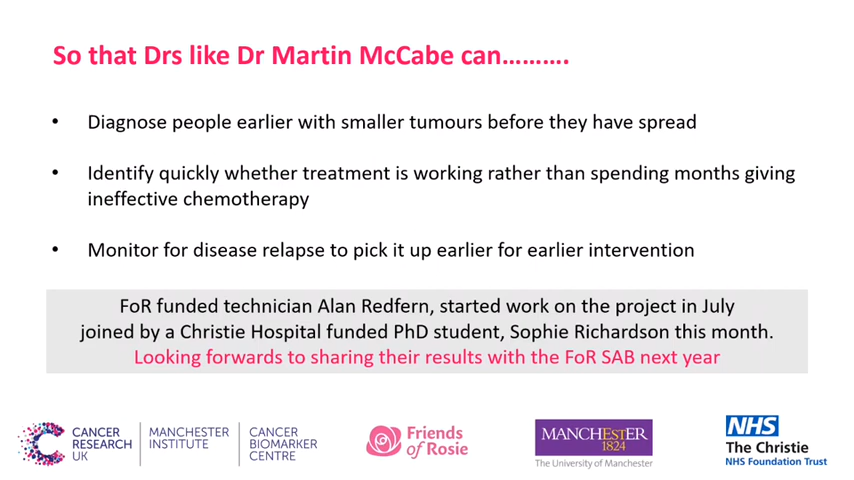 So that Drs like Dr Martin McCabe can……….
• Diagnose people earlier with smaller tumours before they have spread
• Identify quickly whether treatment is working rather than spending months giving
ineffective chemotherapy
• Monitor for disease relapse to pick it up earlier for earlier intervention
FoR funded technician Alan Redfern, started work on the project in July
joined by a Christie Hospital funded PhD student, Sophie Richardson this month.
Looking forwards to sharing their results with the FoR SAB next year
CANCER
RESEARCH
UK
MANCHESTER
INSTITUTE
CANCER
BIOMARKER
CENTRE
Friends
of Rosie
MANCHESTER
1824
The University of Manchester
NHS
The Christie
NHS Foundation Trust